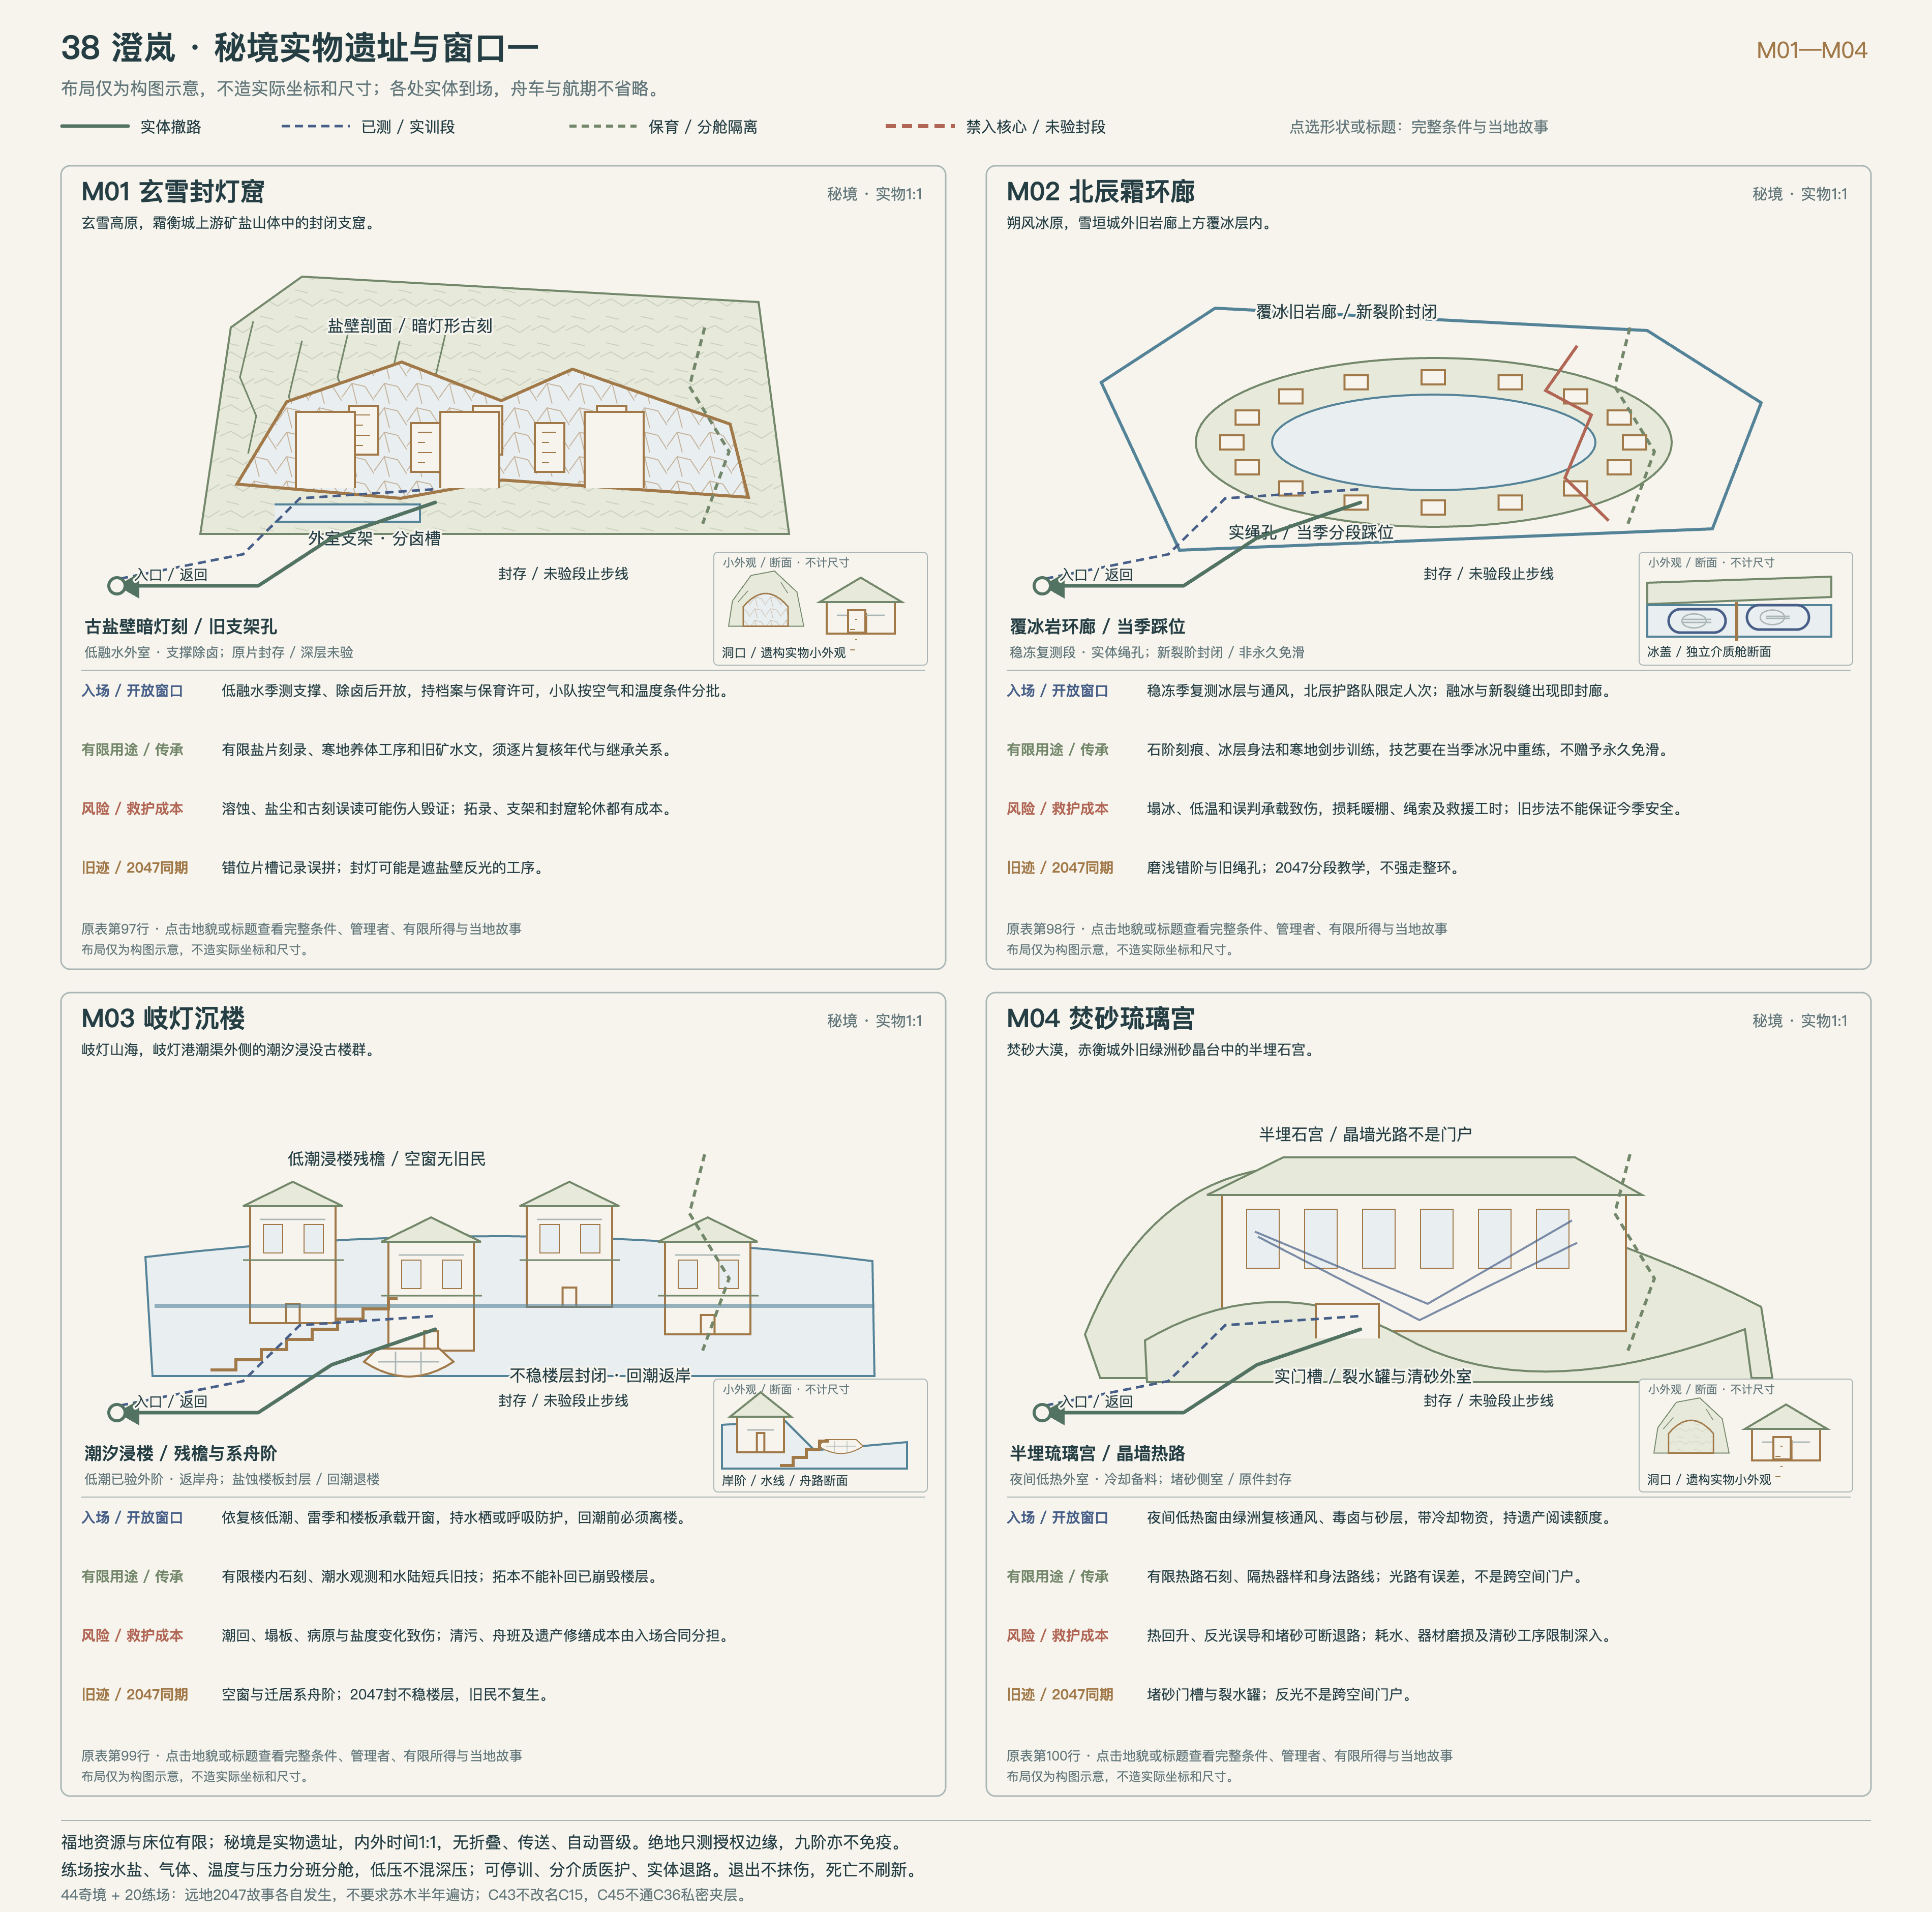 38 澄岚 · 秘境实物遗址与窗口一
M01—M04
布局仅为构图示意，不造实际坐标和尺寸；各处实体到场，舟车与航期不省略。
实体撤路
已测 / 实训段
保育 / 分舱隔离
禁入核心 / 未验封段
点选形状或标题：完整条件与当地故事
M01 玄雪封灯窟
秘境 · 实物1:1
玄雪高原，霜衡城上游矿盐山体中的封闭支窟。
盐壁剖面 / 暗灯形古刻
外室支架 · 分卤槽
入口 / 返回
封存 / 未验段止步线
小外观 / 断面 · 不计尺寸
洞口 / 遗构实物小外观
古盐壁暗灯刻 / 旧支架孔
低融水外室 · 支撑除卤；原片封存 / 深层未验
入场 / 开放窗口
低融水季测支撑、除卤后开放，持档案与保育许可，小队按空气和温度条件分批。
有限用途 / 传承
有限盐片刻录、寒地养体工序和旧矿水文，须逐片复核年代与继承关系。
风险 / 救护成本
溶蚀、盐尘和古刻误读可能伤人毁证；拓录、支架和封窟轮休都有成本。
旧迹 / 2047同期
错位片槽记录误拼；封灯可能是遮盐壁反光的工序。
原表第97行 · 点击地貌或标题查看完整条件、管理者、有限所得与当地故事
布局仅为构图示意，不造实际坐标和尺寸。
M02 北辰霜环廊
秘境 · 实物1:1
朔风冰原，雪垣城外旧岩廊上方覆冰层内。
覆冰旧岩廊 / 新裂阶封闭
实绳孔 / 当季分段踩位
入口 / 返回
封存 / 未验段止步线
小外观 / 断面 · 不计尺寸
冰盖 / 独立介质舱断面
覆冰岩环廊 / 当季踩位
稳冻复测段 · 实体绳孔；新裂阶封闭 / 非永久免滑
入场 / 开放窗口
稳冻季复测冰层与通风，北辰护路队限定人次；融冰与新裂缝出现即封廊。
有限用途 / 传承
石阶刻痕、冰层身法和寒地剑步训练，技艺要在当季冰况中重练，不赠予永久免滑。
风险 / 救护成本
塌冰、低温和误判承载致伤，损耗暖棚、绳索及救援工时；旧步法不能保证今季安全。
旧迹 / 2047同期
磨浅错阶与旧绳孔；2047分段教学，不强走整环。
原表第98行 · 点击地貌或标题查看完整条件、管理者、有限所得与当地故事
布局仅为构图示意，不造实际坐标和尺寸。
M03 岐灯沉楼
秘境 · 实物1:1
岐灯山海，岐灯港潮渠外侧的潮汐浸没古楼群。
低潮浸楼残檐 / 空窗无旧民
不稳楼层封闭 · 回潮返岸
入口 / 返回
封存 / 未验段止步线
小外观 / 断面 · 不计尺寸
岸阶 / 水线 / 舟路断面
潮汐浸楼 / 残檐与系舟阶
低潮已验外阶 · 返岸舟；盐蚀楼板封层 / 回潮退楼
入场 / 开放窗口
依复核低潮、雷季和楼板承载开窗，持水栖或呼吸防护，回潮前必须离楼。
有限用途 / 传承
有限楼内石刻、潮水观测和水陆短兵旧技；拓本不能补回已崩毁楼层。
风险 / 救护成本
潮回、塌板、病原与盐度变化致伤；清污、舟班及遗产修缮成本由入场合同分担。
旧迹 / 2047同期
空窗与迁居系舟阶；2047封不稳楼层，旧民不复生。
原表第99行 · 点击地貌或标题查看完整条件、管理者、有限所得与当地故事
布局仅为构图示意，不造实际坐标和尺寸。
M04 焚砂琉璃宫
秘境 · 实物1:1
焚砂大漠，赤衡城外旧绿洲砂晶台中的半埋石宫。
半埋石宫 / 晶墙光路不是门户
实门槽 / 裂水罐与清砂外室
入口 / 返回
封存 / 未验段止步线
小外观 / 断面 · 不计尺寸
洞口 / 遗构实物小外观
半埋琉璃宫 / 晶墙热路
夜间低热外室 · 冷却备料；堵砂侧室 / 原件封存
入场 / 开放窗口
夜间低热窗由绿洲复核通风、毒卤与砂层，带冷却物资，持遗产阅读额度。
有限用途 / 传承
有限热路石刻、隔热器样和身法路线；光路有误差，不是跨空间门户。
风险 / 救护成本
热回升、反光误导和堵砂可断退路；耗水、器材磨损及清砂工序限制深入。
旧迹 / 2047同期
堵砂门槽与裂水罐；反光不是跨空间门户。
原表第100行 · 点击地貌或标题查看完整条件、管理者、有限所得与当地故事
布局仅为构图示意，不造实际坐标和尺寸。
福地资源与床位有限；秘境是实物遗址，内外时间1:1，无折叠、传送、自动晋级。绝地只测授权边缘，九阶亦不免疫。
练场按水盐、气体、温度与压力分班分舱，低压不混深压；可停训、分介质医护、实体退路。退出不抹伤，死亡不刷新。
44奇境 + 20练场：远地2047故事各自发生，不要求苏木半年遍访；C43不改名C15，C45不通C36私密夹层。